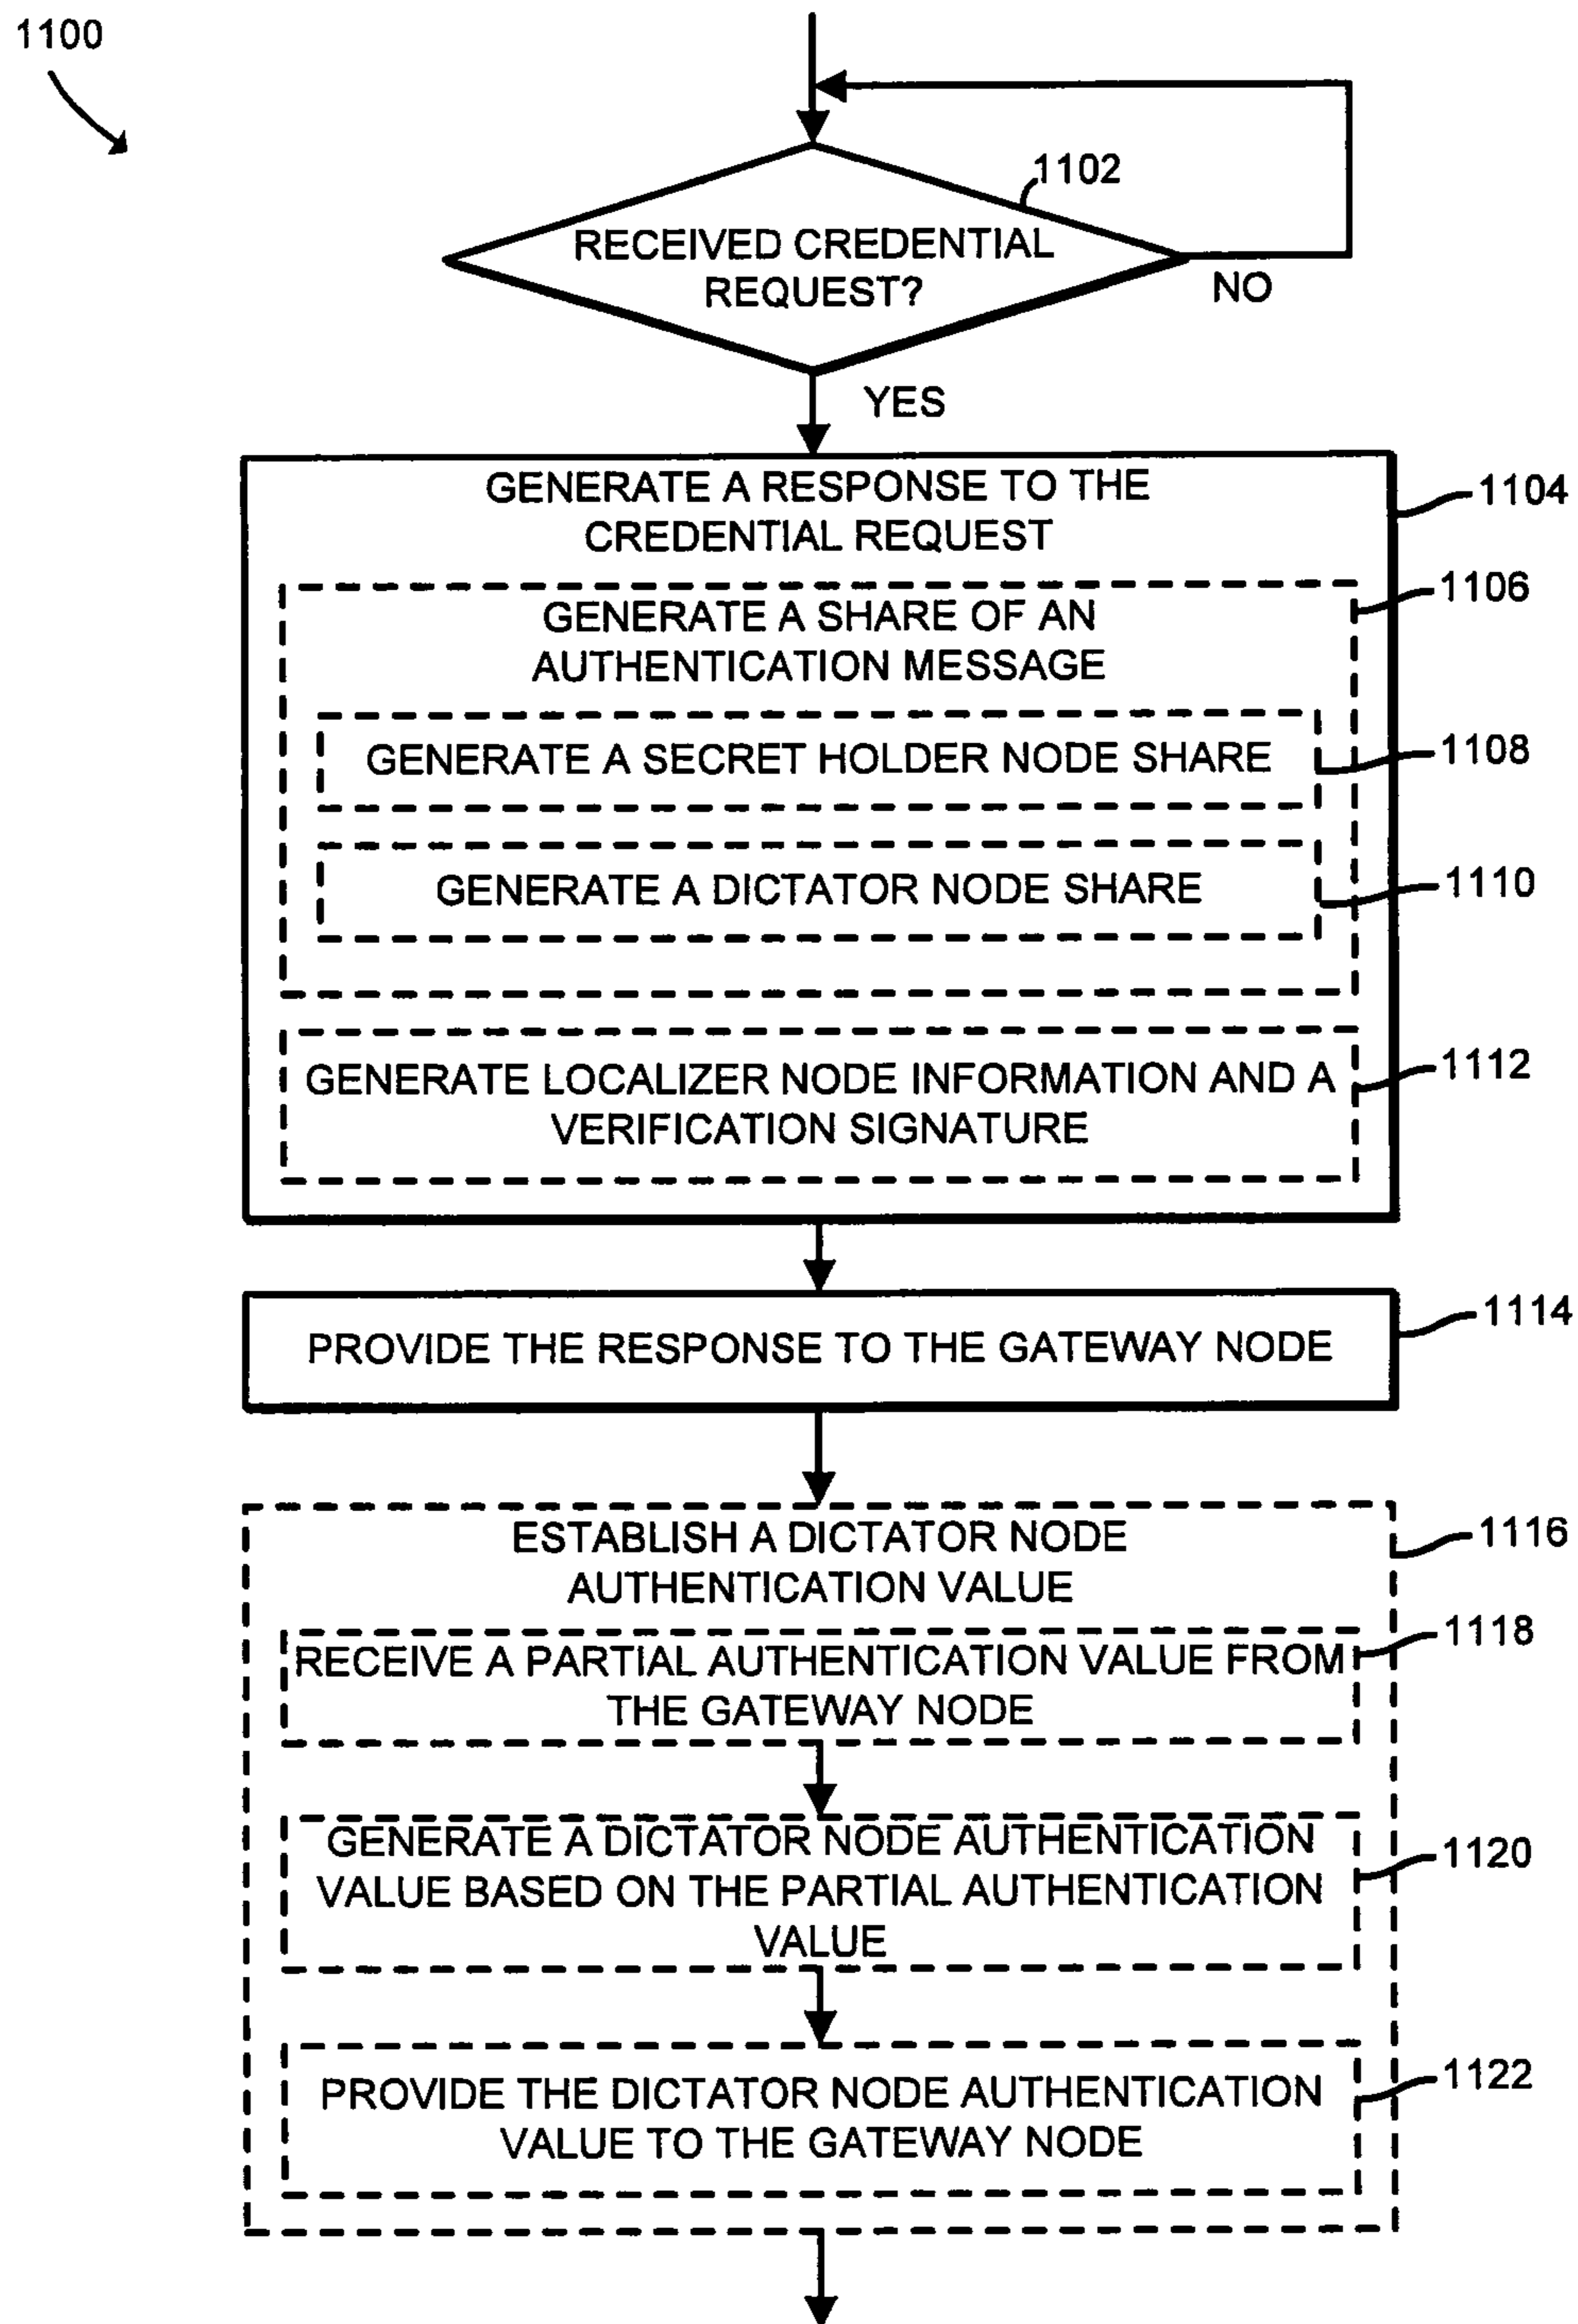 1100
1102
RECEIVED CREDENTIAL
REQUEST?
NO
YES
GENERATE A RESPONSE TO THE
CREDENTIAL REQUEST
1104
GENERATE A SHARE OF AN
AUTHENTICATION MESSAGE
1106
GENERATE A SECRET HOLDER NODE SHARE
1108
GENERATE A DICTATOR NODE SHARE
1110
GENERATE LOCALIZER NODE INFORMATION AND A
VERIFICATION SIGNATURE
1112
PROVIDE THE RESPONSE TO THE GATEWAY NODE
1114
ESTABLISH A DICTATOR NODE
AUTHENTICATION VALUE
1116
RECEIVE A PARTIAL AUTHENTICATION VALUE FROM
THE GATEWAY NODE
1118
GENERATE A DICTATOR NODE AUTHENTICATION
VALUE BASED ON THE PARTIAL AUTHENTICATION
VALUE
1120
PROVIDE THE DICTATOR NODE AUTHENTICATION
VALUE TO THE GATEWAY NODE
1122